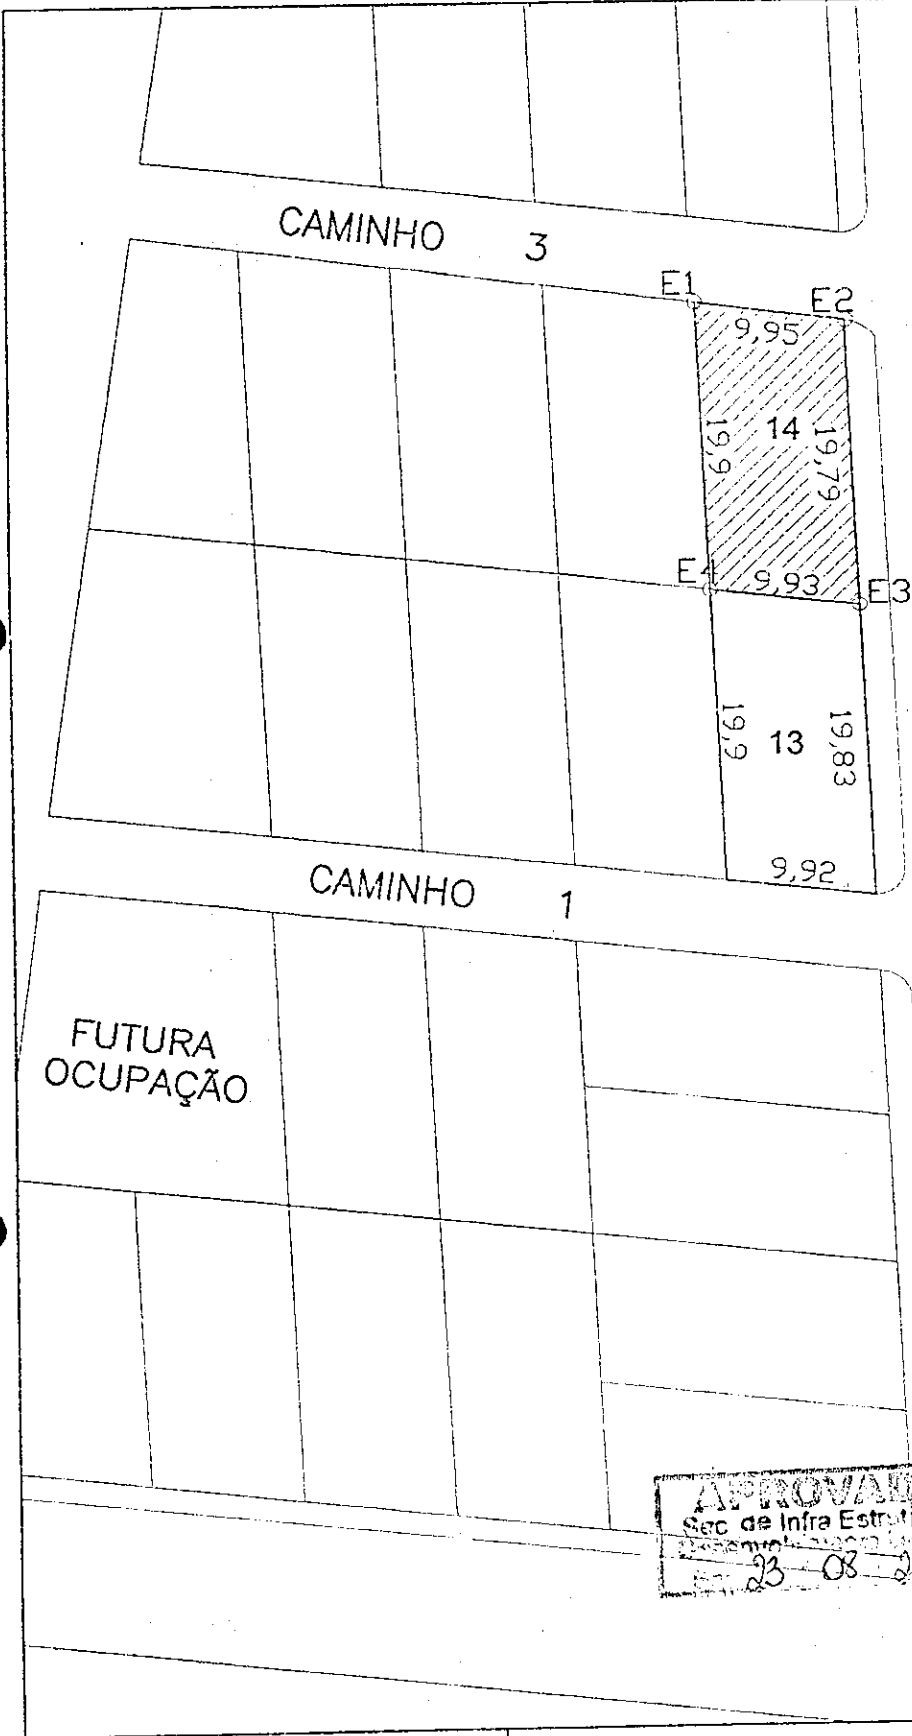 CAMINHO 3
E1
E2
9,95
19,9
14
19,79
E4
9,93
E3
19,9
13
19,83
9,92
CAMINHO 1
FUTURA
OCUPAÇÃO
Sec de Infra
23 08